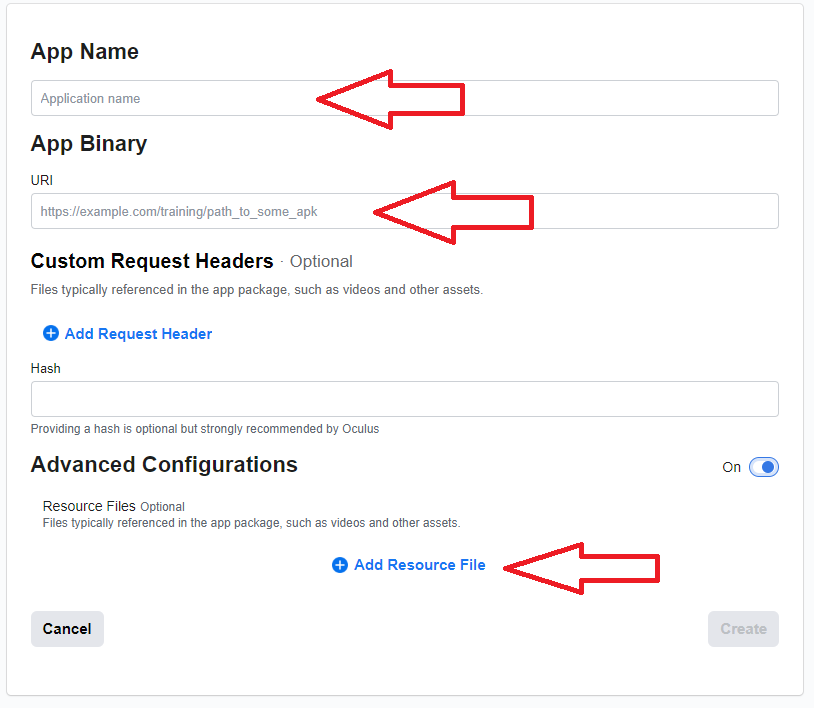 App Name
Application name
App Binary
URI
https://example.com/training/path_to_some_apk
Custom Request Headers · Optional
Files typically referenced in the app package, such as videos and other assets.
Add Request Header
Hash
Providing a hash is optional but strongly recommended by Oculus
Advanced Configurations On
Resource Files Optional
Files typically referenced in the app package, such as videos and other assets.
Add Resource File
Cancel Create